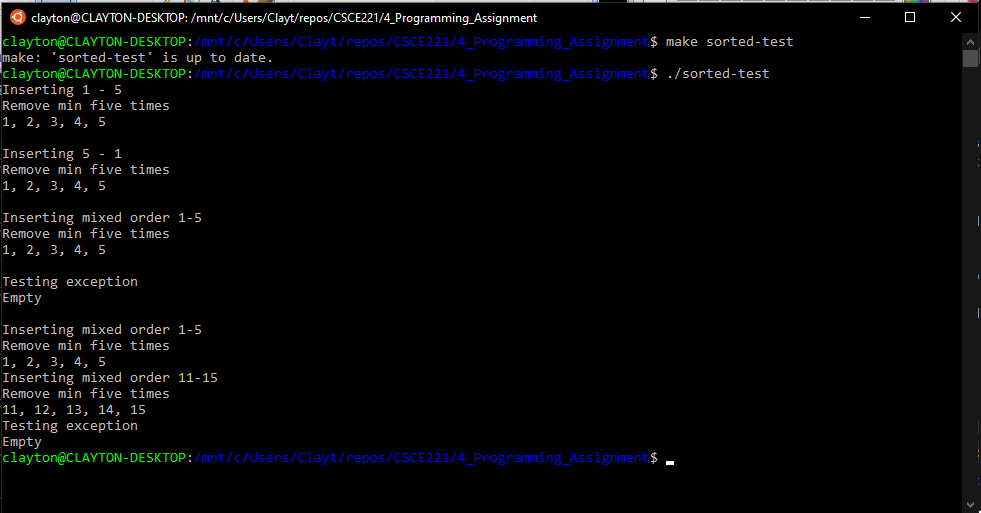 clayton@CLAYTON-DESKTOP: /mnt/c/Users/Clayt/repos/CSCE221/4_Programming_Assignment
clayton@CLAYTON-DESKTOP:/mnt/c/Users/Clayt/repos/CSCE221/4_Programming_Assignment$ make sorted-test
make: 'sorted-test' is up to date.
clayton@CLAYTON-DESKTOP:/mnt/c/Users/Clayt/repos/CSCE221/4_Programming_Assignment$ ./sorted-test
Inserting 1 - 5
Remove min five times
1, 2, 3, 4, 5
Inserting 5 - 1
Remove min five times
1, 2, 3, 4, 5
Inserting mixed order 1-5
Remove min five times
1, 2, 3, 4, 5
Testing exception
Empty
Inserting mixed order 1-5
Remove min five times
1, 2, 3, 4, 5
Inserting mixed order 11-15
Remove min five times
11, 12, 13, 14, 15
Testing exception
Empty
clayton@CLAYTON-DESKTOP:/mnt/c/Users/Clayt/repos/CSCE221/4_Programming_Assignment$